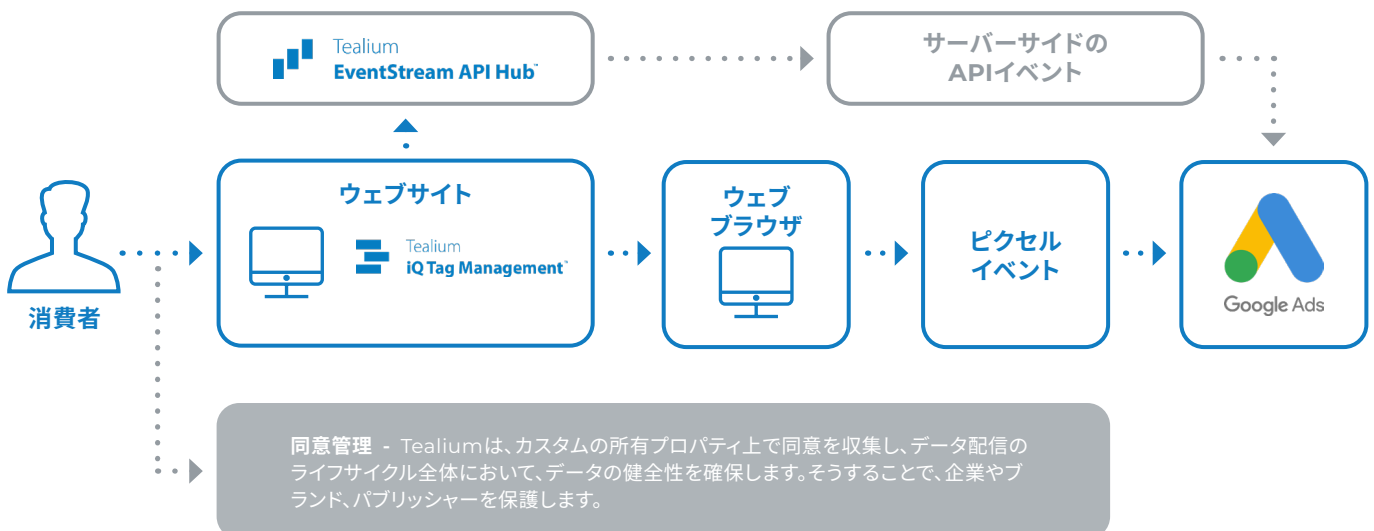 Tealium
EventStream API Hub™
サーバーサイドの
APIイベント
ウェブサイト
Tealium
iQ Tag Management™
ウェブ
ブラウザ
ピクセル
イベント
Google Ads
消費者
同意管理 - Tealiumは、カスタムの所有プロパティ上で同意を収集し、データ配信の
ライフサイクル全体において、データの健全性を確保します。そうすることで、企業やブ
ランド、パブリッシャーを保護します。